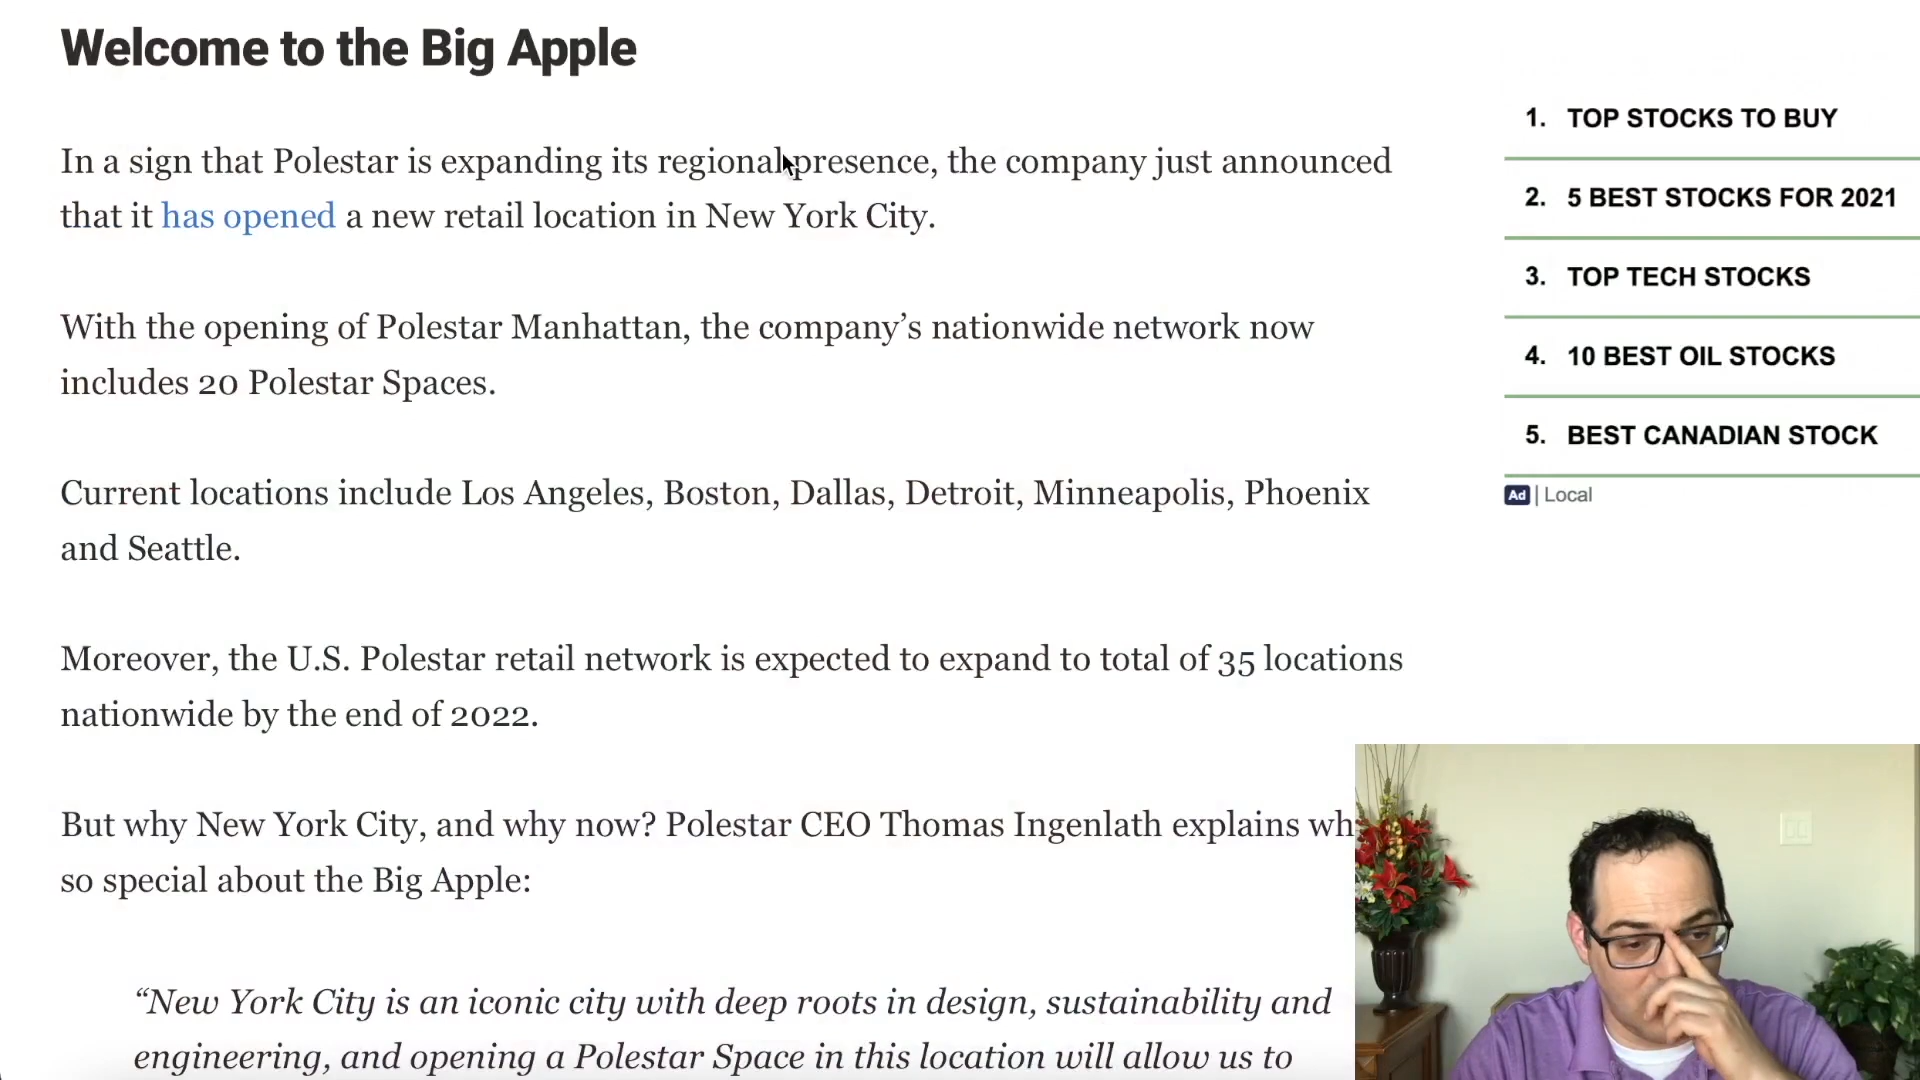 Welcome to the Big Apple
In a sign that Polestar is expanding its regional presence, the company just announced
that it has opened a new retail location in New York City.
With the opening of Polestar Manhattan, the company’s nationwide network now
includes 20 Polestar Spaces.
Current locations include Los Angeles, Boston, Dallas, Detroit, Minneapolis, Phoenix
and Seattle.
Moreover, the U.S. Polestar retail network is expected to expand to total of 35 locations
nationwide by the end of 2022.
But why New York City, and why now? Polestar CEO Thomas Ingenlath explains
so special about the Big Apple:
“New York City is an iconic city with deep roots in design, sustainability and
engineering, and opening a Polestar Space in this location will allow us to
1. TOP STOCKS TO BUY
2. 5 BEST STOCKS FOR 2021
3. TOP TECH STOCKS
4. 10 BEST OIL STOCKS
5. BEST CANADIAN STOCK
Ad | Local